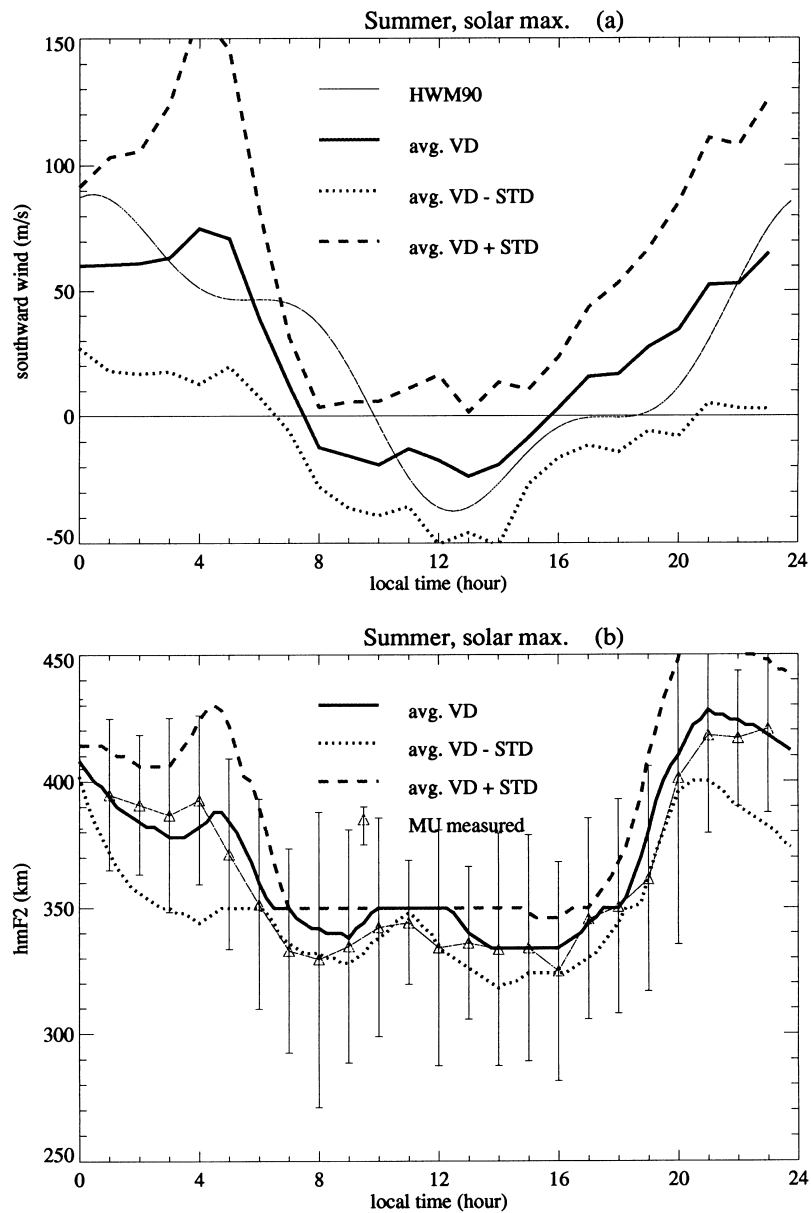 Summer, solar max. (a)
150
100
50
0
-50
southward wind (m/s)
HWM90
avg. VD
avg. VD - STD
avg. VD + STD
0 4 8 12 16 20 24
local time (hour)
Summer, solar max. (b)
450
400
350
300
250
hmF2 (km)
avg. VD
avg. VD - STD
avg. VD + STD
MU measured
0 4 8 12 16 20 24
local time (hour)